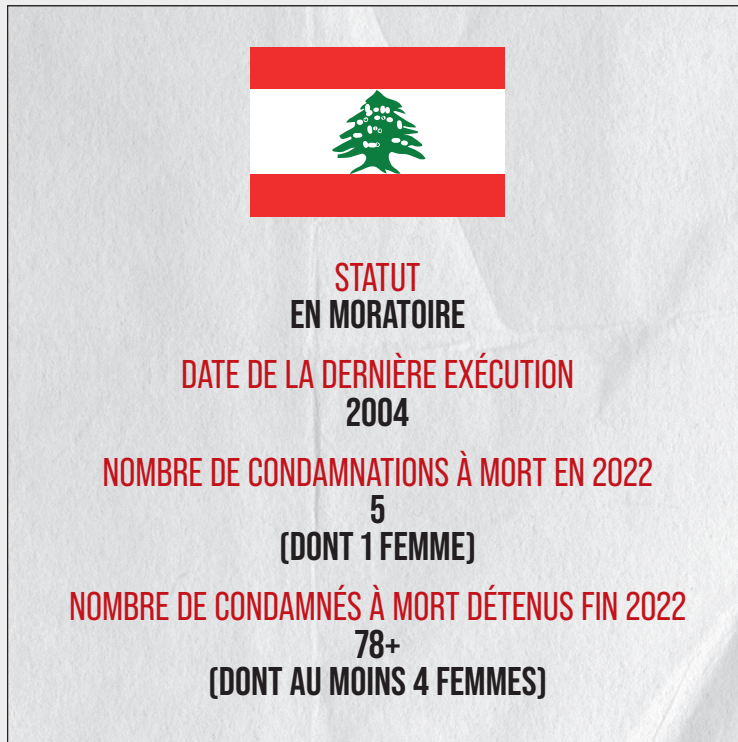 STATUT
EN MORATOIRE
DATE DE LA DERNIÈRE EXÉCUTION
2004
NOMBRE DE CONDAMNATIONS À MORT EN 2022
5
(DONT 1 FEMME)
NOMBRE DE CONDAMNÉS À MORT DÉTENUS FIN 2022
78+
(DONT AU MOINS 4 FEMMES)